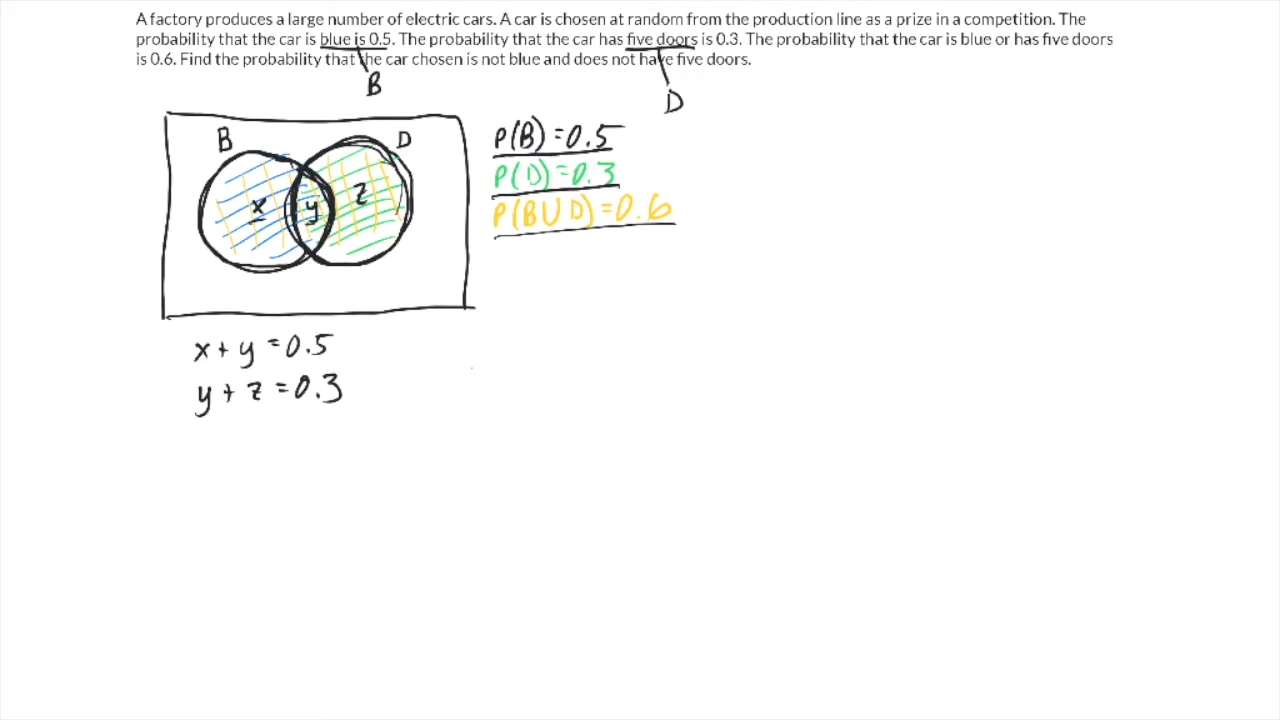 A factory produces a large number of electric cars. A car is chosen at random from the production line as a prize in a competition. The
probability that the car is blue is 0.5. The probability that the car has five doors is 0.3. The probability that the car is blue or has five doors
is 0.6. Find the probability that the car chosen is not blue and does not have five doors.
B
D
B
D
x
y
z
P(B) = 0.5
P(D) = 0.3
P(B∪D) = 0.6
x + y = 0.5
y + z = 0.3